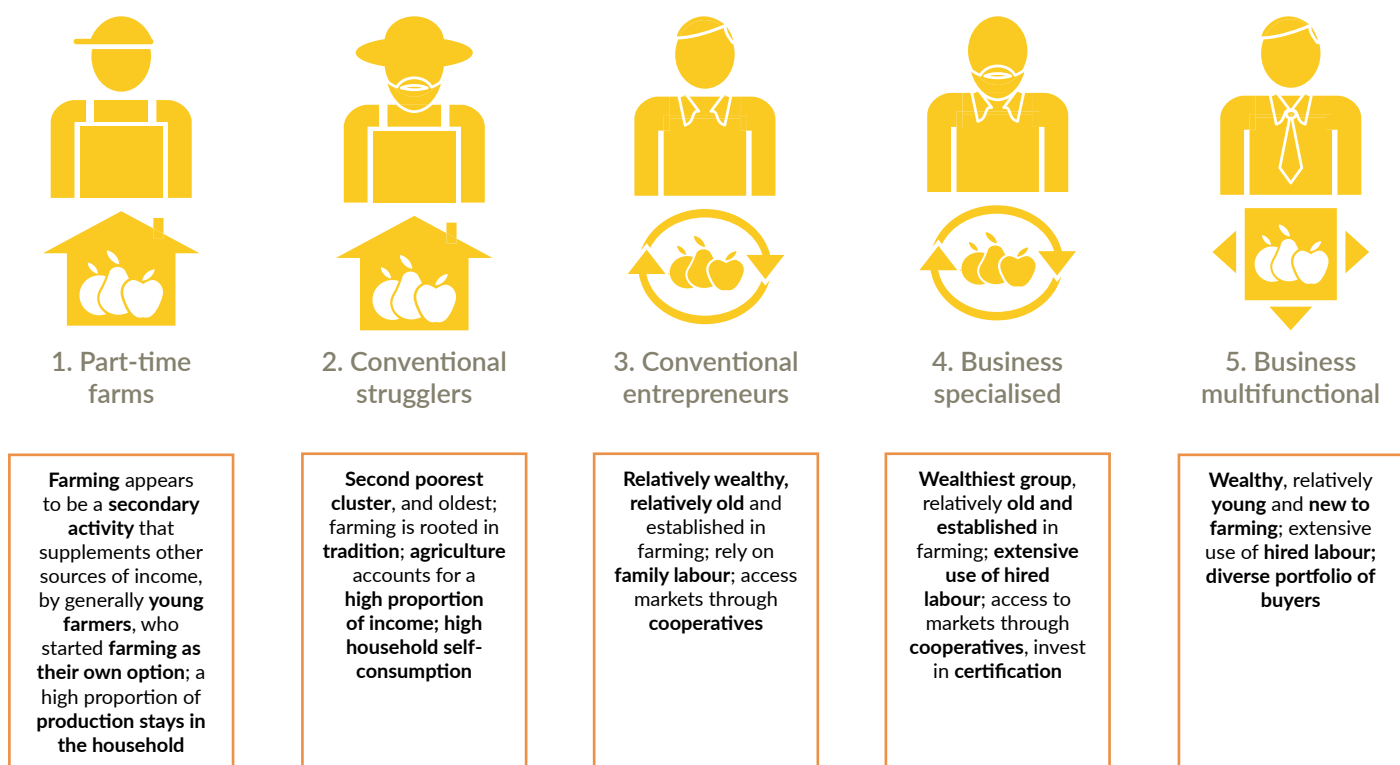 1. Part-time
farms
2. Conventional
strugglers
3. Conventional
entrepreneurs
4. Business
specialised
5. Business
multifunctional
Farming appears
to be a secondary
activity that
supplements other
sources of income,
by generally young
farmers, who
started farming as
their own option; a
high proportion of
production stays in
the household
Second poorest
cluster, and oldest;
farming is rooted in
tradition; agriculture
accounts for a
high proportion
of income; high
household self-
consumption
Relatively wealthy,
relatively old and
established in
farming; rely on
family labour; access
markets through
cooperatives
Wealthiest group,
relatively old and
established in
farming; extensive
use of hired
labour; access to
markets through
cooperatives, invest
in certification
Wealthy, relatively
young and new to
farming; extensive
use of hired labour;
diverse portfolio of
buyers